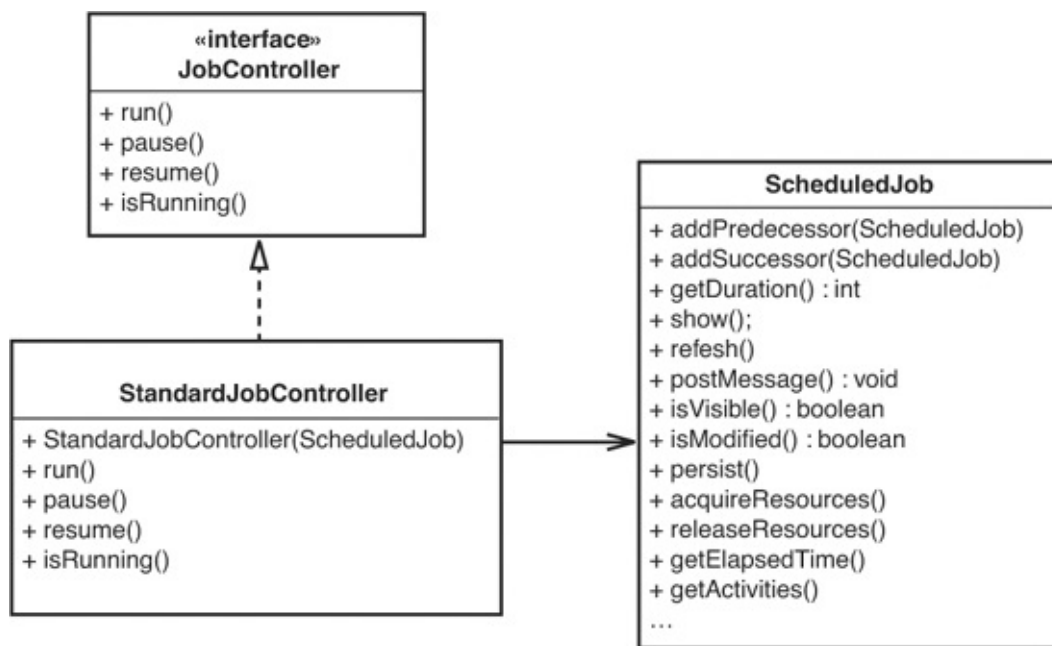 «interface»
JobController
+ run()
+ pause()
+ resume()
+ isRunning()
StandardJobController
+ StandardJobController(ScheduledJob)
+ run()
+ pause()
+ resume()
+ isRunning()
ScheduledJob
+ addPredecessor(ScheduledJob)
+ addSuccessor(ScheduledJob)
+ getDuration() : int
+ show();
+ refesh()
+ postMessage() : void
+ isVisible() : boolean
+ isModified() : boolean
+ persist()
+ acquireResources()
+ releaseResources()
+ getElapsedTime()
+ getActivities()
...